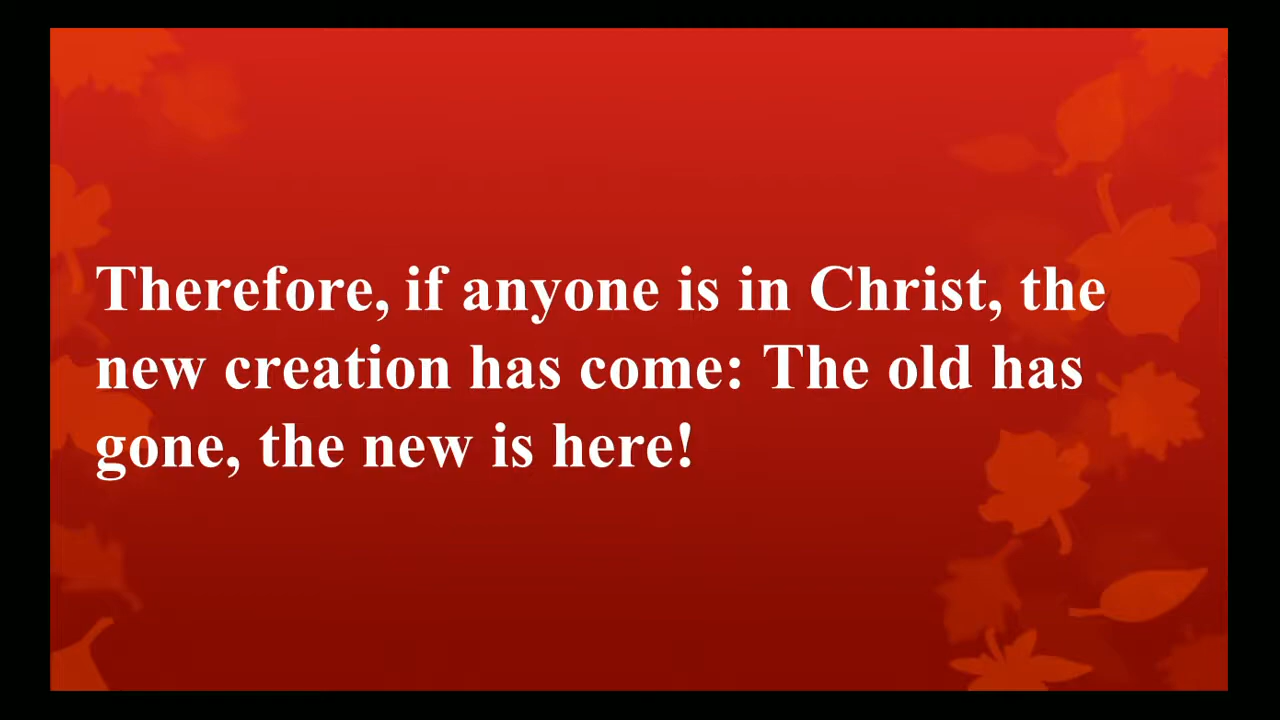 Therefore, if anyone is in Christ, the
new creation has come: The old has
gone, the new is here!